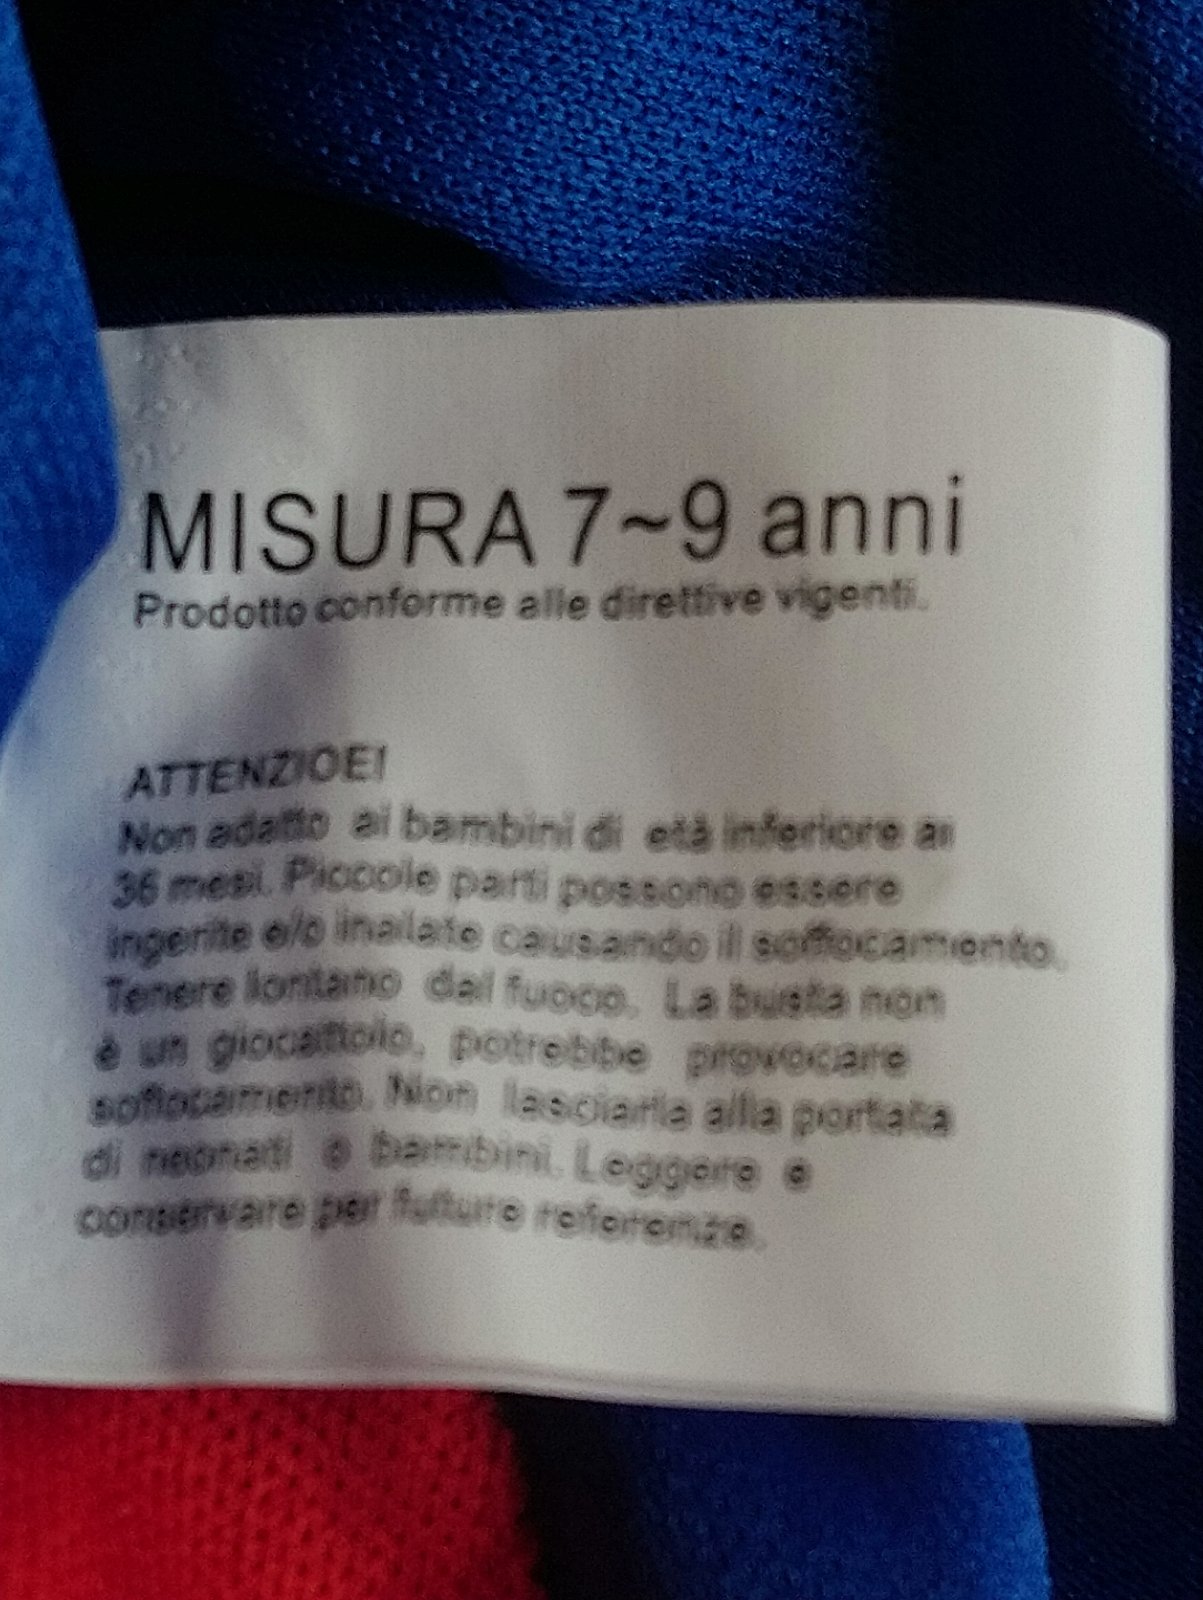 MISURA 7~9 anni
Prodotto conforme alle direttive vigenti.
ATTENZIOE!
Non adatto ai bambini di età inferiore ai
36 mesi. Piccole parti possono essere
ingerite e/o inalate causando il soffocamento.
Tenere lontano dal fuoco. La busta non
è un giocattolo, potrebbe provocare
soffocamento. Non lasciarla alla portata
di neonati o bambini. Leggere e
conservare per future referenze.